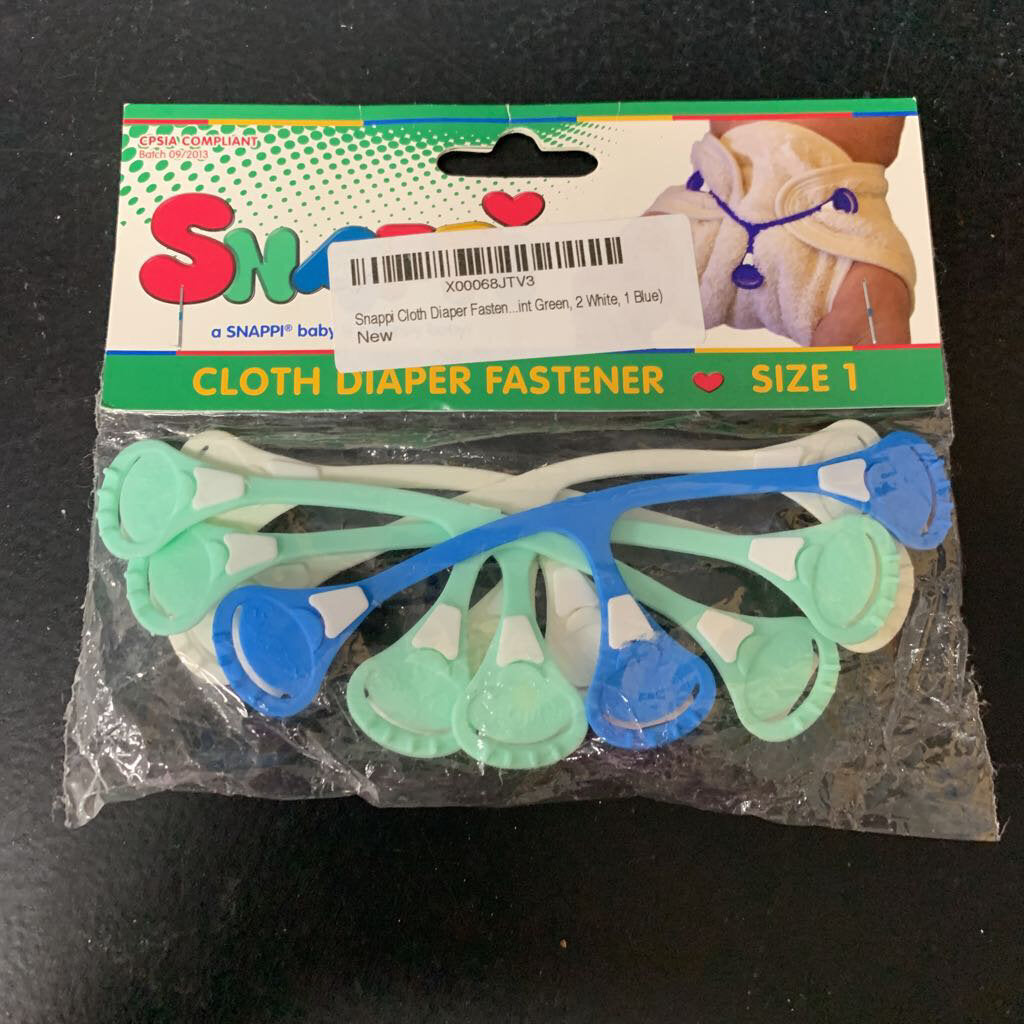 CPSIA COMPLIANT
Batch 09/2013
X00068JTV3
Snappi Cloth Diaper Fasten...int Green, 2 White, 1 Blue)
New
a SNAPPI® baby
CLOTH DIAPER FASTENER SIZE 1